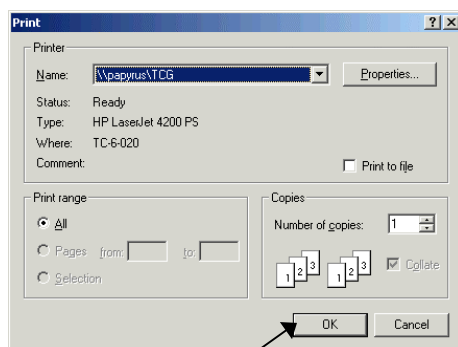 Print
Printer
Name: \\papyrus\TCG Properties...
Status: Ready
Type: HP LaserJet 4200 PS
Where: TC-6-020
Comment: Print to file
Print range
All
Pages from: to:
Selection
Copies
Number of copies: 1
1 2 3 1 2 3 Collate
OK Cancel